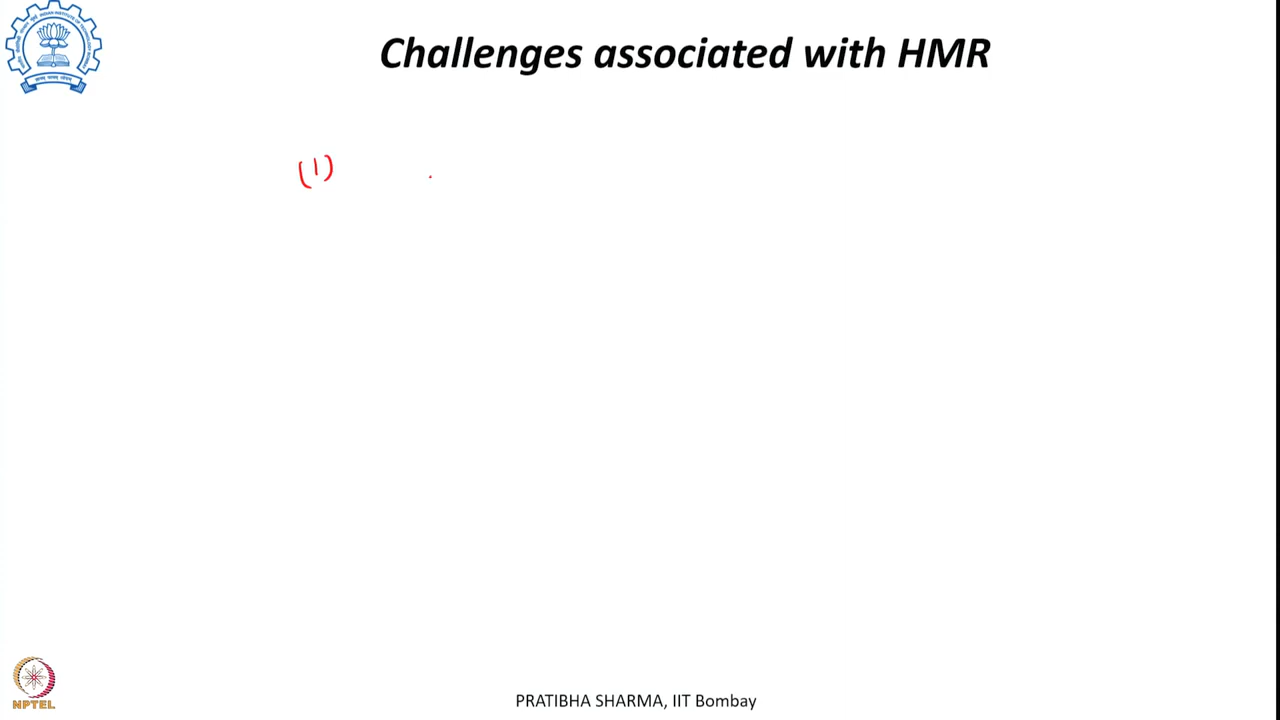 Challenges associated with HMR
(1)
NPTEL
PRATIBHA SHARMA, IIT Bombay